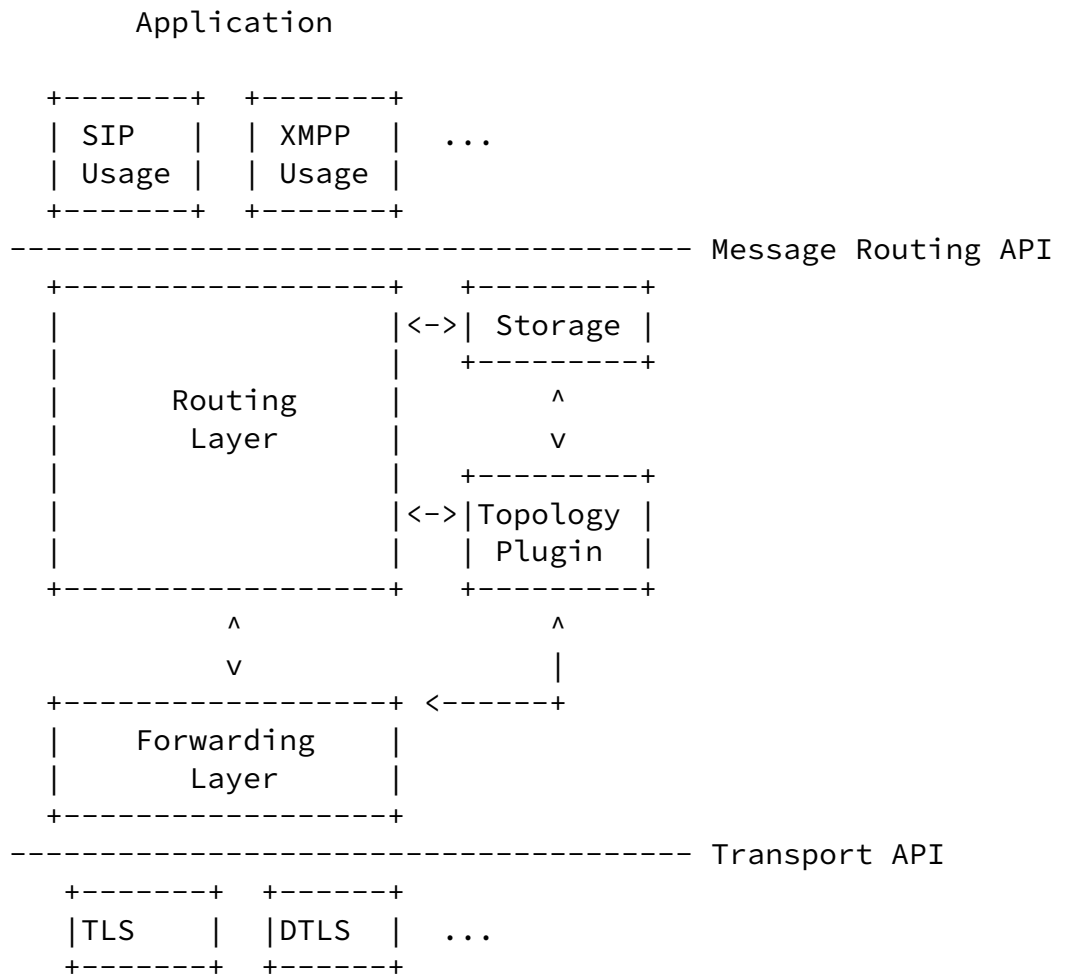 Application
+-------+  +-------+
| SIP   |  | XMPP  |  ...
| Usage |  | Usage |
+-------+  +-------+
-------------------------------------- Message Routing API
+------------------+   +---------+
|                  |<->| Storage |
|                  |   +---------+
|      Routing     |        ^
|       Layer      |        v
|                  |   +---------+
|                  |<->|Topology |
|                  |   | Plugin  |
+------------------+   +---------+
^                  ^
v                  |
+------------------+ <------+
|    Forwarding    |
|       Layer      |
+------------------+
-------------------------------------- Transport API
+-------+  +------+
|TLS    |  |DTLS  |  ...
+-------+  +------+